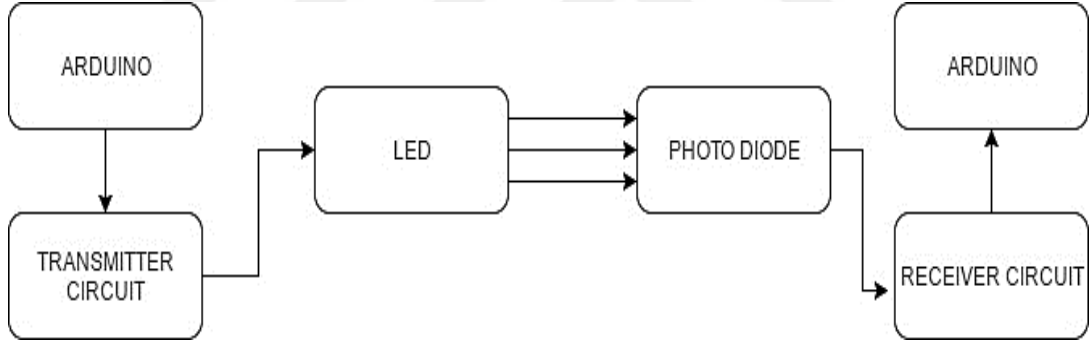 ARDUINO
TRANSMITTER
CIRCUIT
LED
PHOTO DIODE
RECEIVER CIRCUIT
ARDUINO